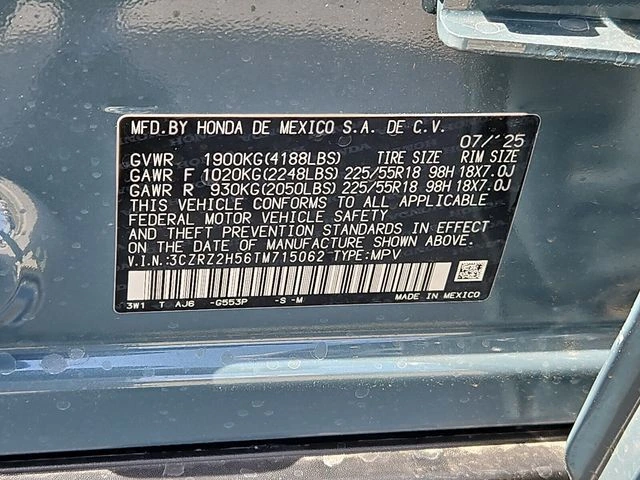 MFD.BY HONDA DE MEXICO S.A. DE C.V.
07/'25
GVWR 1900KG(4188LBS) TIRE SIZE RIM SIZE
GAWR F 1020KG(2248LBS) 225/55R18 98H 18X7.0J
GAWR R 930KG(2050LBS) 225/55R18 98H 18X7.0J
THIS VEHICLE CONFORMS TO ALL APPLICABLE
FEDERAL MOTOR VEHICLE SAFETY
AND THEFT PREVENTION STANDARDS IN EFFECT
ON THE DATE OF MANUFACTURE SHOWN ABOVE.
V.I.N.:3CZRZ2H56TM715062 TYPE:MPV
3W1 T AJ6 -G553P -S -M MADE IN MEXICO